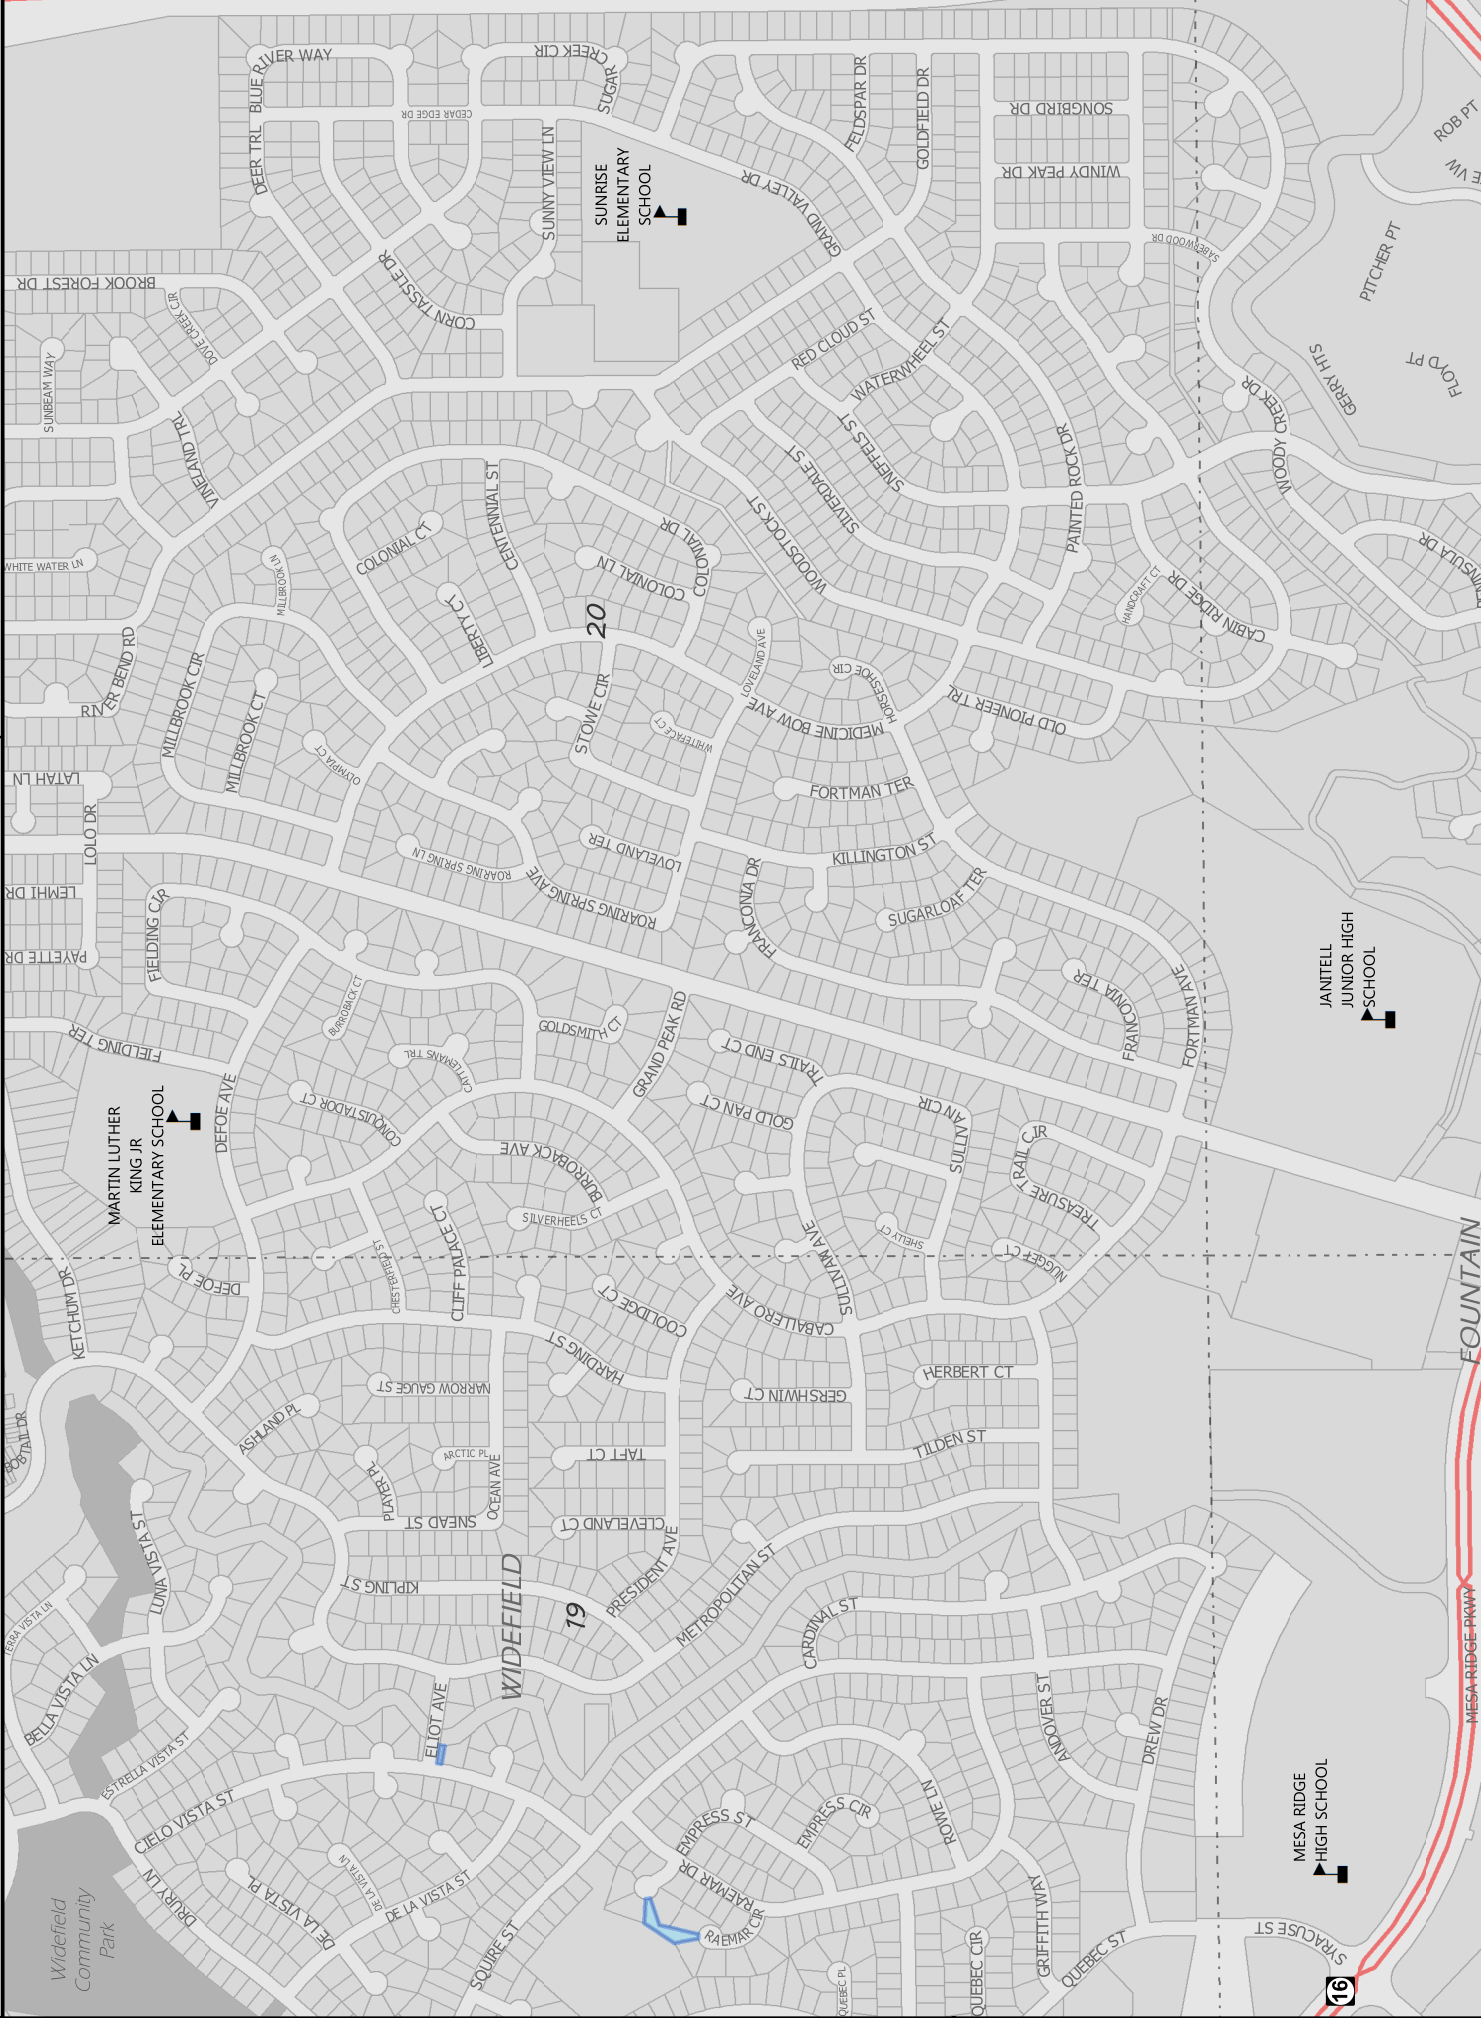 BLUE RIVER WAY
CREEK CIR
SUGAR
CEDAR EDGE DR
DEER TRL
SUNNY VIEW LN
SUNRISE
ELEMENTARY
SCHOOL
FELDSPAR DR
GOLDFIELD DR
SONGBIRD DR
WINDY PEAK DR
ROB PT
GRAND VALLEY DR
SABERWOOD DR
PITCHER PT
BROOK FOREST DR
DOVE CREEK CIR
CORN TASSLE DR
SUNBEAM WAY
RED CLOUD ST
WATERWHEEL ST
GERRY HTS
FLOYD PT
WOODY CREEK DR
VINELAND TRL
SNEFFELS ST
SILVERDALE ST
PAINTED ROCK DR
CENTENNIAL ST
COLONIAL CT
COLONIAL DR
WOODSTOCK ST
WHITE WATER LN
MILLBROOK LN
COLONIAL LN
HANDCRAFT CT
CABIN RIDGE DR
LIBERTY CT
20
LOVELAND AVE
HORSESHOE CIR
RIVER BEND RD
MILLBROOK CIR
MILLBROOK CT
STOWE CIR
WHITEFACE CT
MEDICINE BOW AVE
OLD PIONEER TRL
OLYMPIA CT
LATAH LN
FORTMAN TER
LOLO DR
ROARING SPRING LN
LOVELAND TER
KILLINGTON ST
LEMHI DR
FIELDING CIR
ROARING SPRING AVE
FRANCONIA DR
SUGARLOAF TER
PAYETTE DR
BURROBACK CT
FRANCONIA TER
FORTMAN AVE
JANITELL
JUNIOR HIGH
SCHOOL
FIELDING TER
GOLDSMITH CT
GRAND PEAK RD
CATTLEMANS TRL
TRAILS END CT
MARTIN LUTHER
KING JR
ELEMENTARY SCHOOL
DEFOE AVE
CONQUISTADOR CT
GOLD PAN CT
SULLIVAN CIR
BURROBACK AVE
TREASURE TRAIL CIR
SILVERHEELS CT
CLIFF PALACE CT
SHELLY CT
CHESTERFIELD ST
SULLIVAN AVE
NUGGET CT
DEFOE PL
KETCHUM DR
COOLIDGE CT
CABALLERO AVE
FOUNTAIN
HARDING ST
NARROW GAUGE ST
GERSHWIN CT
HERBERT CT
BOBTAIL DR
ASHLAND PL
ARCTIC PL
TAFT CT
TILDEN ST
PLAYER PL
OCEAN AVE
SNEAD ST
CLEVELAND CT
LUNA VISTA ST
KIPLING ST
WIDEFIELD
19
PRESIDENT AVE
METROPOLITAN ST
CARDINAL ST
BELLA VISTA LN
ELIOT AVE
ANDOVER ST
DREW DR
MESA RIDGE PKWY
ESTRELLA VISTA ST
CIELO VISTA ST
EMPRESS ST
EMPRESS CIR
ROWE LN
MESA RIDGE
HIGH SCHOOL
DRURY LN
DE LA VISTA PL
DE LA VISTA LN
DE LA VISTA ST
RAEMAR DR
RAEMAR CIR
Widefield
Community
Park
SQUIRE ST
QUEBEC PL
QUEBEC CIR
GRIFFITH WAY
QUEBEC ST
SYRACUSE ST
16